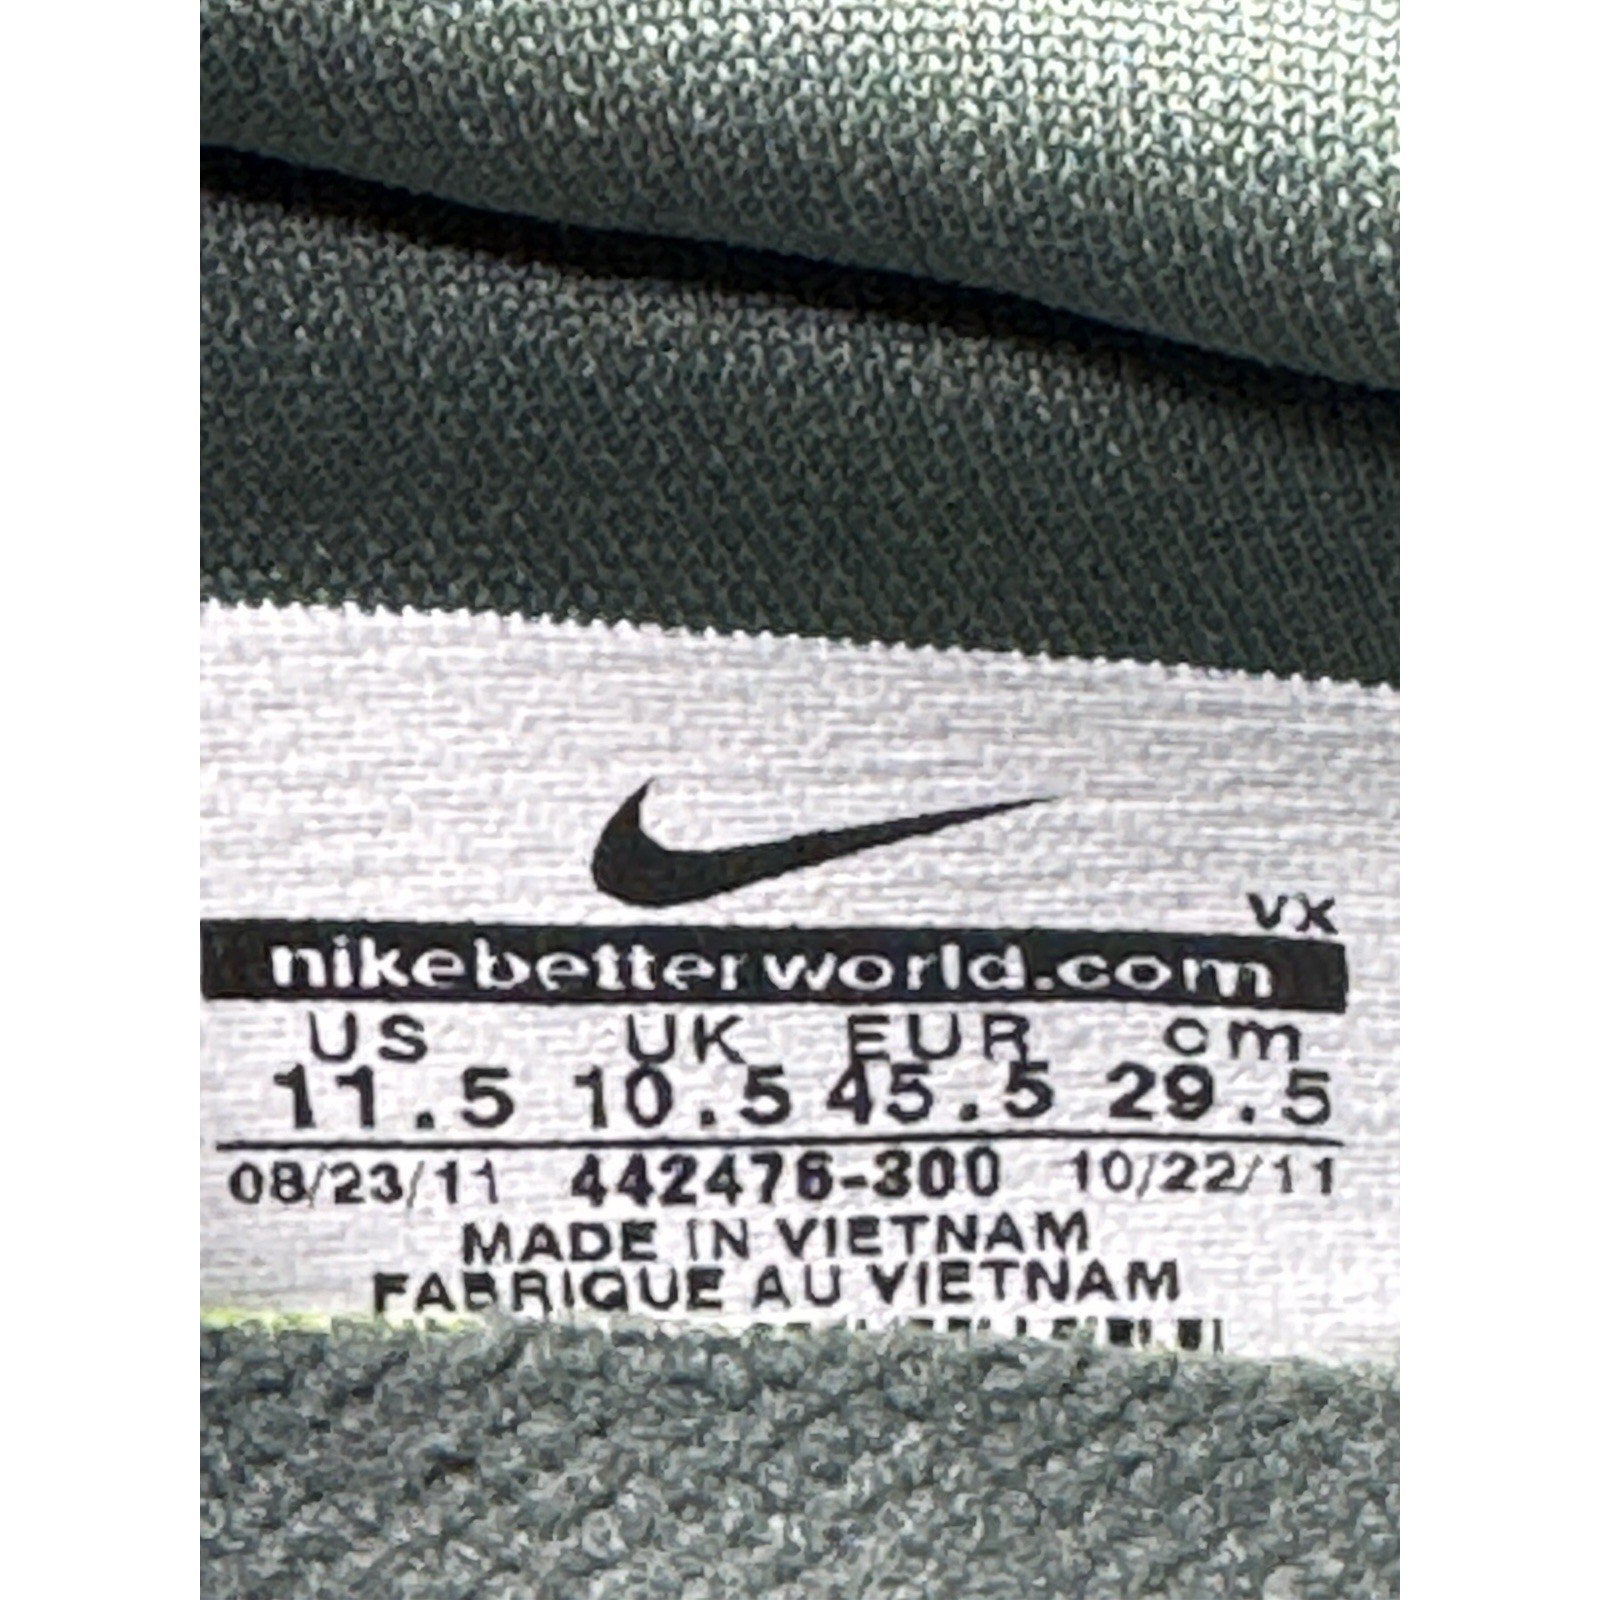 VX
nikebetterworld.com
US UK EUR cm
11.5 10.5 45.5 29.5
08/23/11 442476-300 10/22/11
MADE IN VIETNAM
FABRIQUE AU VIETNAM